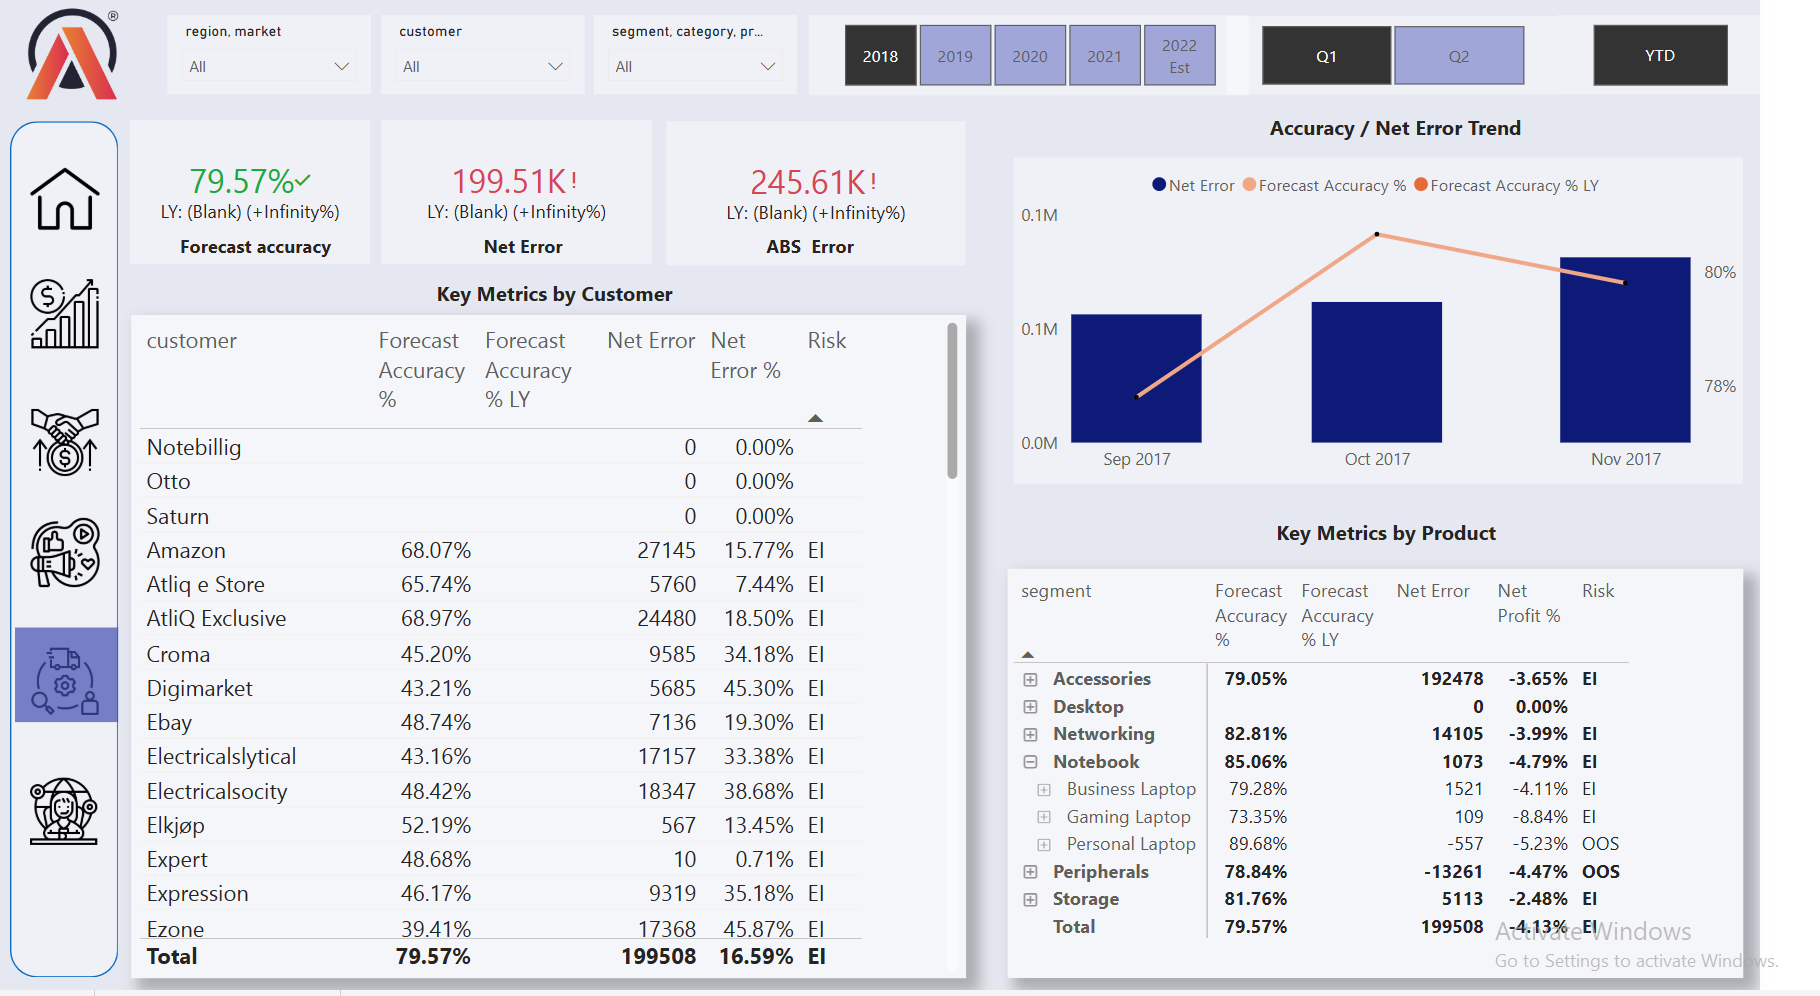 ®
region, market
All
customer
All
segment, category, pr...
All
2018
2019
2020
2021
2022 Est
Q1
Q2
YTD
79.57%
LY: (Blank) (+Infinity%)
Forecast accuracy
199.51K!
LY: (Blank) (+Infinity%)
Net Error
245.61K!
LY: (Blank) (+Infinity%)
ABS Error
Key Metrics by Customer
customer Forecast Accuracy % Forecast Accuracy % LY Net Error Net Error % Risk
Notebillig 0 0.00%
Otto 0 0.00%
Saturn 0 0.00%
Amazon 68.07% 27145 15.77% EI
Atliq e Store 65.74% 5760 7.44% EI
AtliQ Exclusive 68.97% 24480 18.50% EI
Croma 45.20% 9585 34.18% EI
Digimarket 43.21% 5685 45.30% EI
Ebay 48.74% 7136 19.30% EI
Electricalslytical 43.16% 17157 33.38% EI
Electricalsocity 48.42% 18347 38.68% EI
Elkjøp 52.19% 567 13.45% EI
Expert 48.68% 10 0.71% EI
Expression 46.17% 9319 35.18% EI
Ezone 39.41% 17368 45.87% EI
Total 79.57% 199508 16.59% EI
Accuracy / Net Error Trend
Net Error Forecast Accuracy % Forecast Accuracy % LY
0.1M
0.1M
0.0M
80%
78%
Sep 2017 Oct 2017 Nov 2017
Key Metrics by Product
segment Forecast Accuracy % Forecast Accuracy % LY Net Error Net Profit % Risk
Accessories 79.05% 192478 -3.65% EI
Desktop 0 0.00%
Networking 82.81% 14105 -3.99% EI
Notebook 85.06% 1073 -4.79% EI
Business Laptop 79.28% 1521 -4.11% EI
Gaming Laptop 73.35% 109 -8.84% EI
Personal Laptop 89.68% -557 -5.23% OOS
Peripherals 78.84% -13261 -4.47% OOS
Storage 81.76% 5113 -2.48% EI
Total 79.57% 199508 -4.13% EI
Activate Windows
Go to Settings to activate Windows.